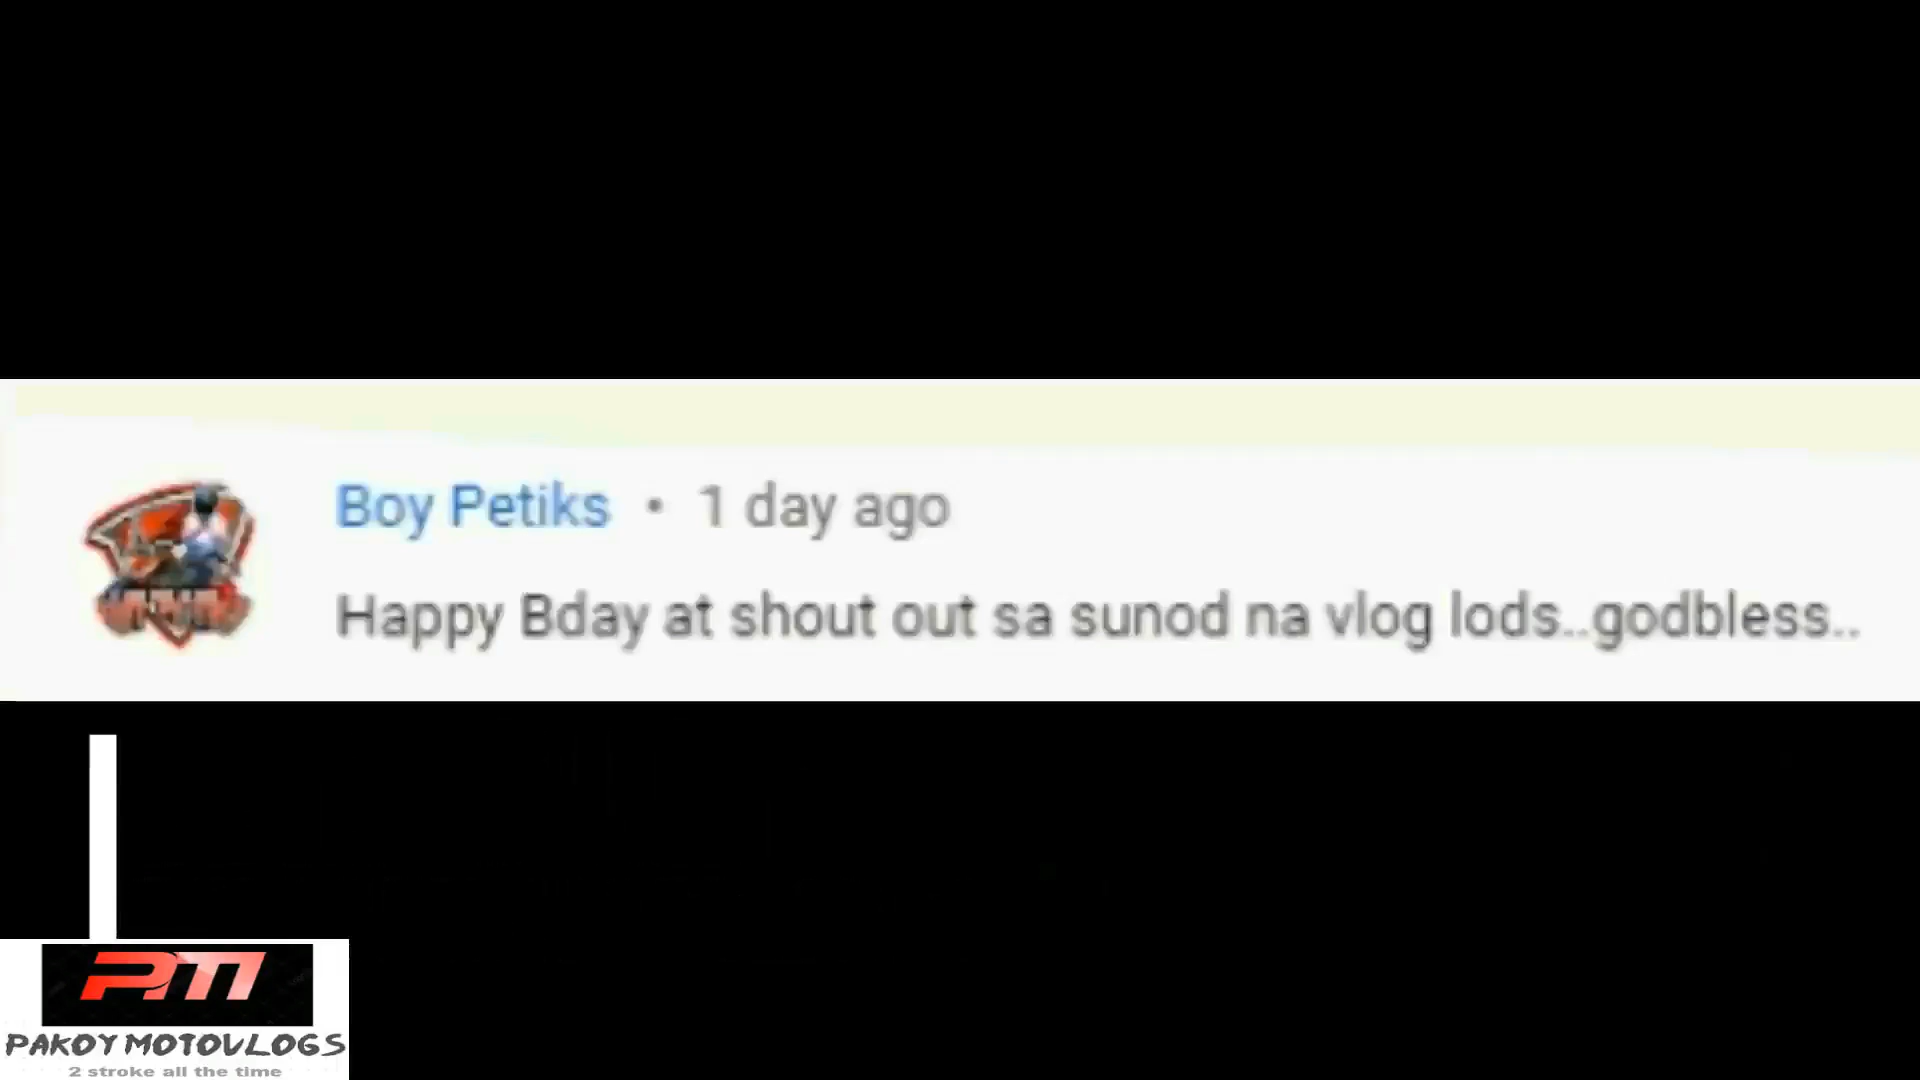 Boy Petiks • 1 day ago
Happy Bday at shout out sa sunod na vlog lods..godbless..
PM
PAKOY MOTOVLOGS
2 stroke all the time